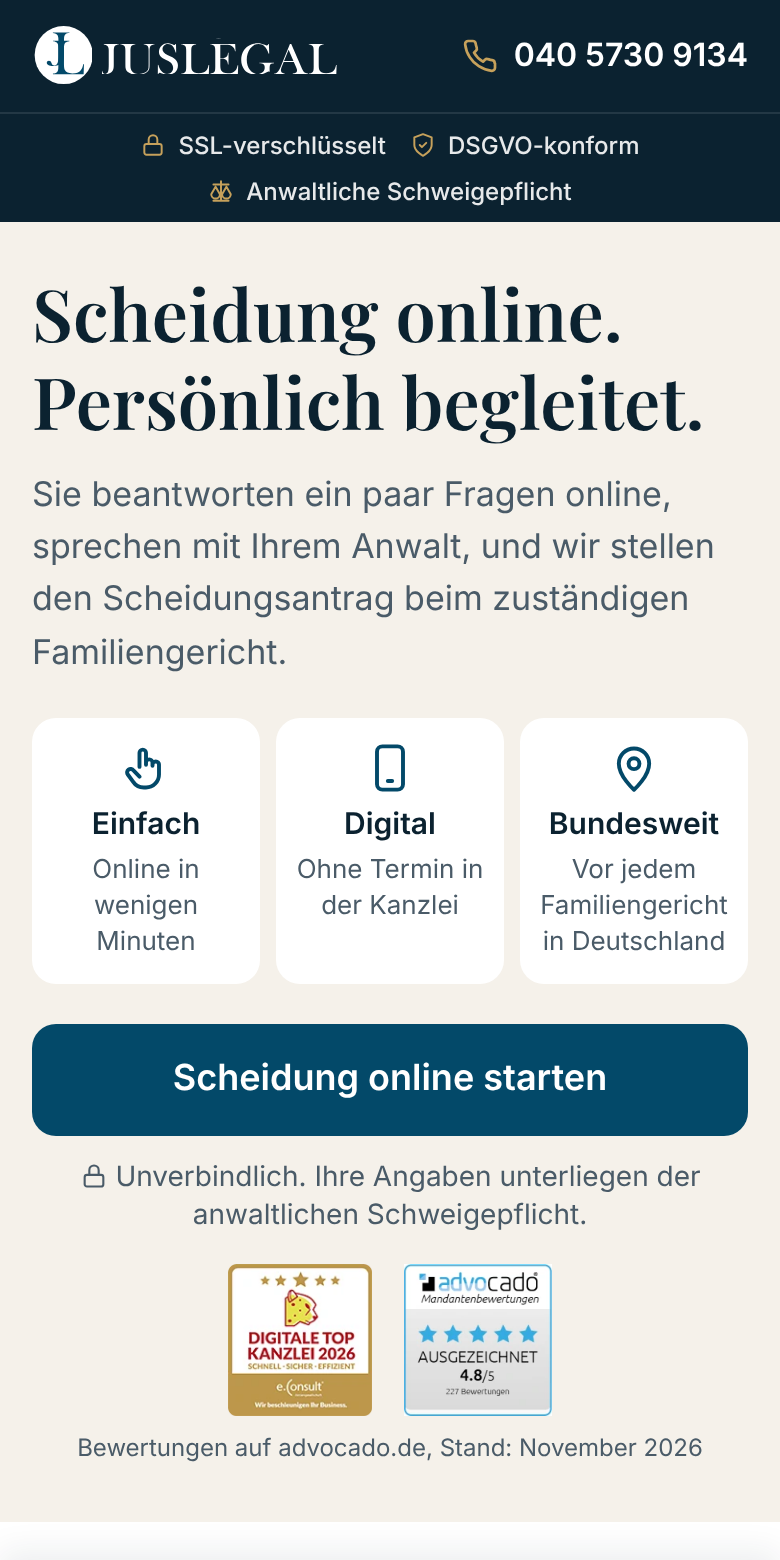 JL JUSLEGAL
040 5730 9134
SSL-verschlüsselt DSGVO-konform
Anwaltliche Schweigepflicht
Scheidung online.
Persönlich begleitet.
Sie beantworten ein paar Fragen online,
sprechen mit Ihrem Anwalt, und wir stellen
den Scheidungsantrag beim zuständigen
Familiengericht.
Einfach
Online in
wenigen
Minuten
Digital
Ohne Termin in
der Kanzlei
Bundesweit
Vor jedem
Familiengericht
in Deutschland
Scheidung online starten
Unverbindlich. Ihre Angaben unterliegen der
anwaltlichen Schweigepflicht.
DIGITALE TOP
KANZLEI 2026
SCHNELL · SICHER · EFFIZIENT
e.Consult
Wir beschleunigen Ihr Business.
advocado
Mandantenbewertungen
AUSGEZEICHNET
4.8/5
227 Bewertungen
Bewertungen auf advocado.de, Stand: November 2026